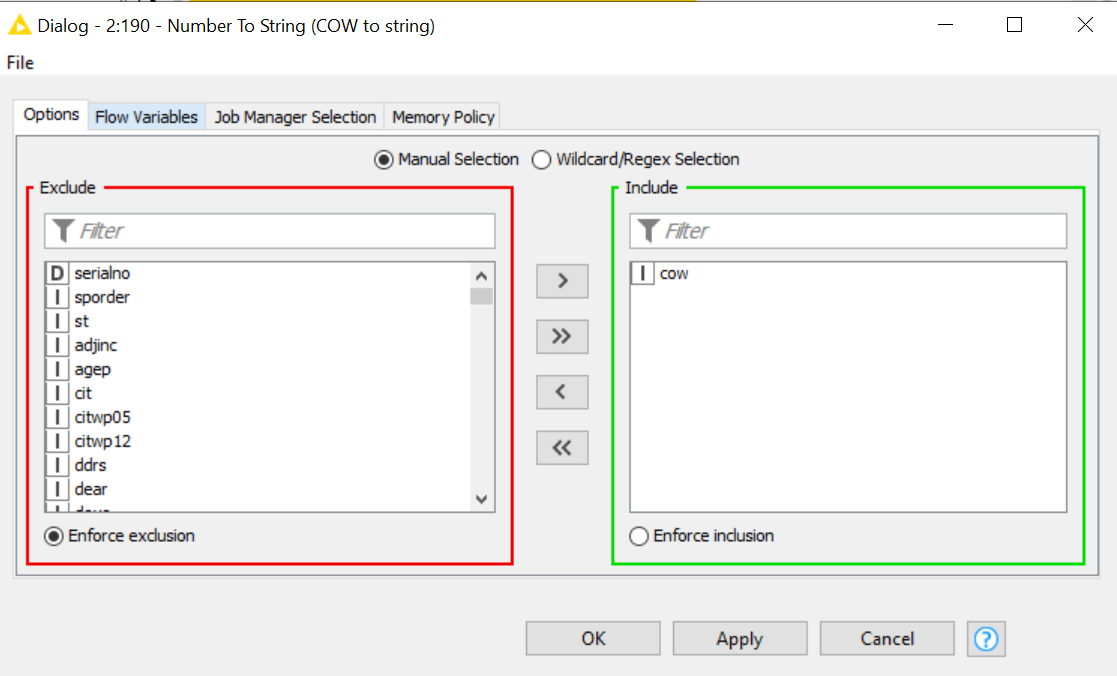 Dialog - 2:190 - Number To String (COW to string)
File
Options Flow Variables Job Manager Selection Memory Policy
Manual Selection Wildcard/Regex Selection
Exclude
Filter
D serialno
I sporder
I st
I adjinc
I agep
I cit
I citwp05
I citwp12
I ddrs
I dear
Enforce exclusion
>
>>
<
<<
Include
Filter
I cow
Enforce inclusion
OK Apply Cancel ?